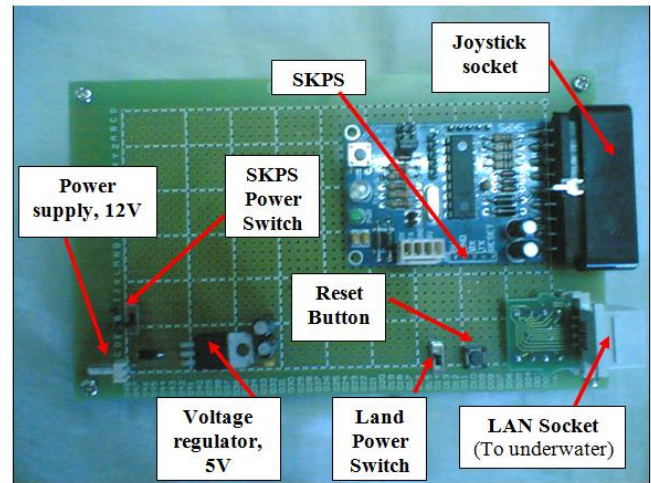 Joystick
socket
SKPS
Power
supply, 12V
SKPS
Power
Switch
Reset
Button
Voltage
regulator,
5V
Land
Power
Switch
LAN Socket
(To underwater)